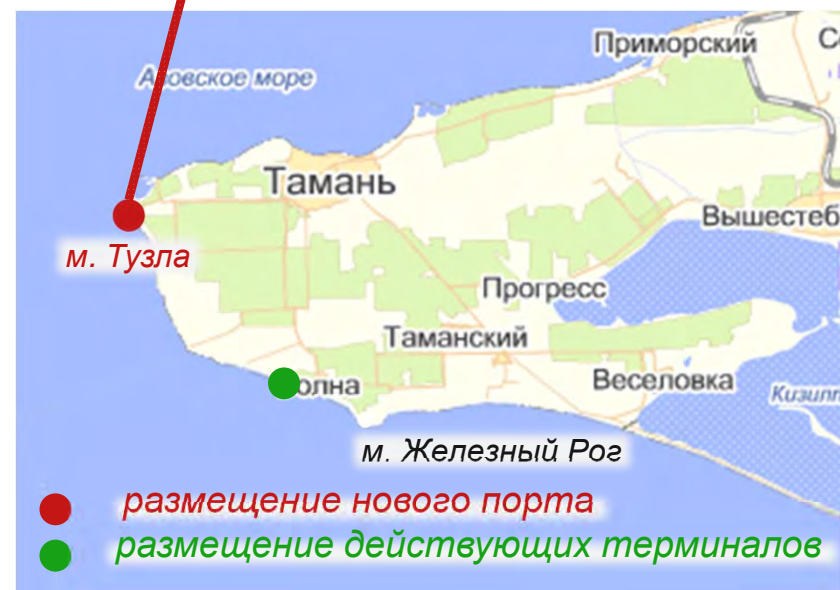 Приморский
Азовское море
Тамань
Вышестеб
м. Тузла
Прогресс
Таманский
олна
Веселовка
м. Железный Рог
размещение нового порта
размещение действующих терминалов